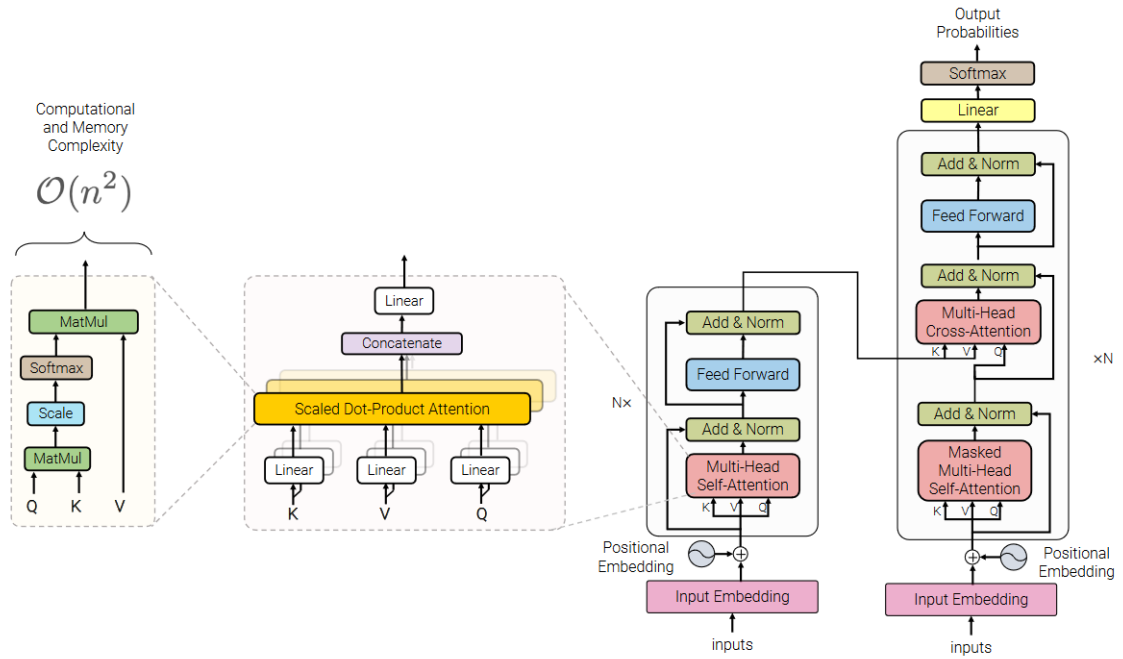 Computational
and Memory
Complexity
O(n²)
MatMul
Softmax
Scale
MatMul
Q K V
Linear
Concatenate
Scaled Dot-Product Attention
Linear Linear Linear
K V Q
N×
Add & Norm
Feed Forward
Add & Norm
Multi-Head
Self-Attention
K V Q
Positional
Embedding
Input Embedding
inputs
Output
Probabilities
Softmax
Linear
Add & Norm
Feed Forward
Add & Norm
Multi-Head
Cross-Attention
K V Q
×N
Add & Norm
Masked
Multi-Head
Self-Attention
K V Q
Positional
Embedding
Input Embedding
inputs